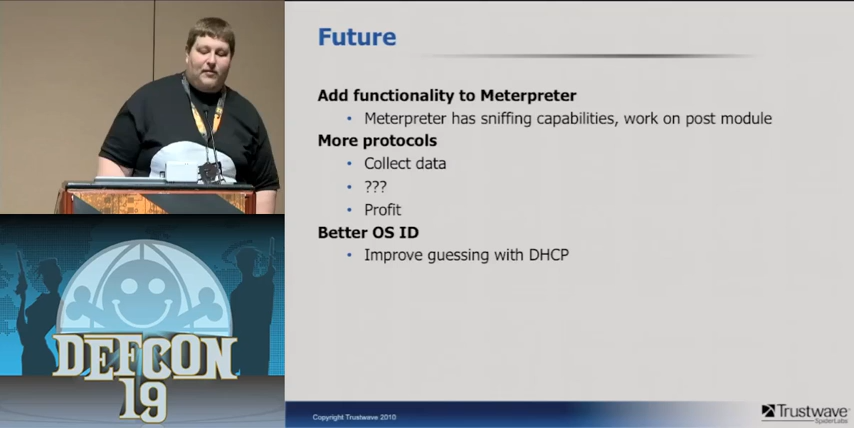 Future
Add functionality to Meterpreter
• Meterpreter has sniffing capabilities, work on post module
More protocols
• Collect data
• ???
• Profit
Better OS ID
• Improve guessing with DHCP
DEFCON
19
Copyright Trustwave 2010
Trustwave
SpiderLabs